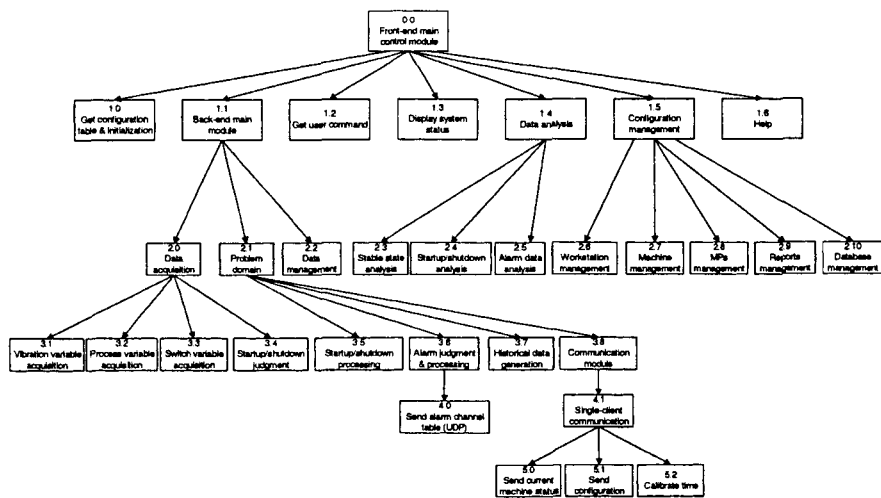 0.0
Front-end main
control module
1.0
Get configuration
table & initialization
1.1
Back-end main
module
1.2
Get user command
1.3
Display system
status
1.4
Data analysis
1.5
Configuration
management
1.6
Help
2.0
Data
acquisition
2.1
Problem
domain
2.2
Data
management
2.3
Stable state
analysis
2.4
Startup/shutdown
analysis
2.5
Alarm data
analysis
2.6
Workstation
management
2.7
Machine
management
2.8
MPs
management
2.9
Reports
management
2.10
Database
management
3.1
Vibration variable
acquisition
3.2
Process variable
acquisition
3.3
Switch variable
acquisition
3.4
Startup/shutdown
judgment
3.5
Startup/shutdown
processing
3.6
Alarm judgment
& processing
3.7
Historical data
generation
3.8
Communication
module
4.0
Send alarm channel
table (UDP)
4.1
Single-client
communication
5.0
Send current
machine status
5.1
Send
configuration
5.2
Calibrate time